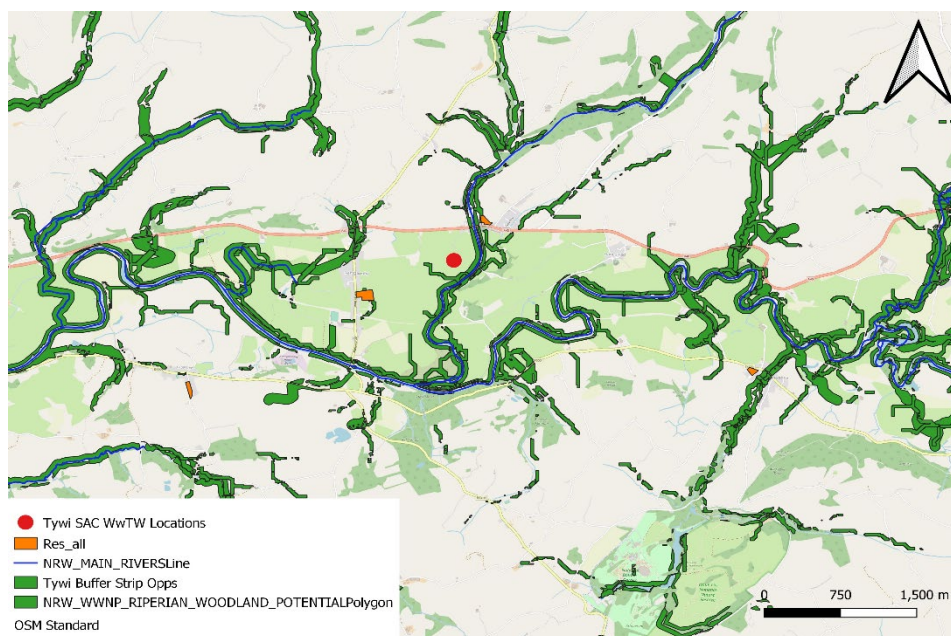 Tywi SAC WwTW Locations
Res_all
NRW_MAIN_RIVERSLine
Tywi Buffer Strip Opps
NRW_WWNP_RIPERIAN_WOODLAND_POTENTIALPolygon
OSM Standard
0 750 1,500 m